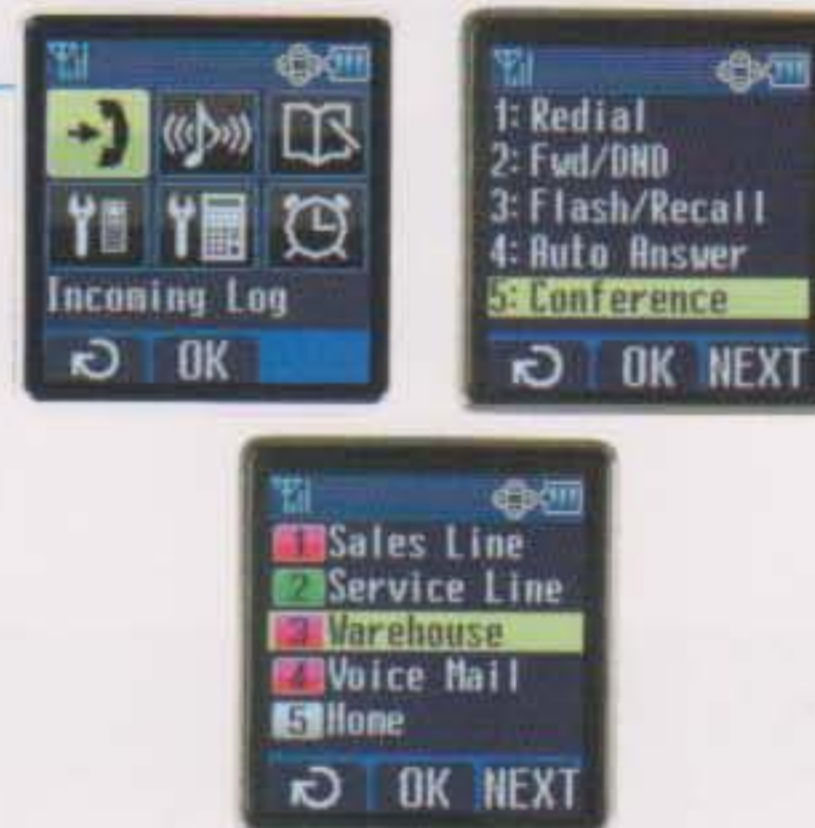 Incoming Log
OK
1: Redial
2: Fwd/DND
3: Flash/Recall
4: Auto Answer
5: Conference
OK NEXT
1 Sales Line
2 Service Line
3 Warehouse
4 Voice Mail
5 Home
OK NEXT